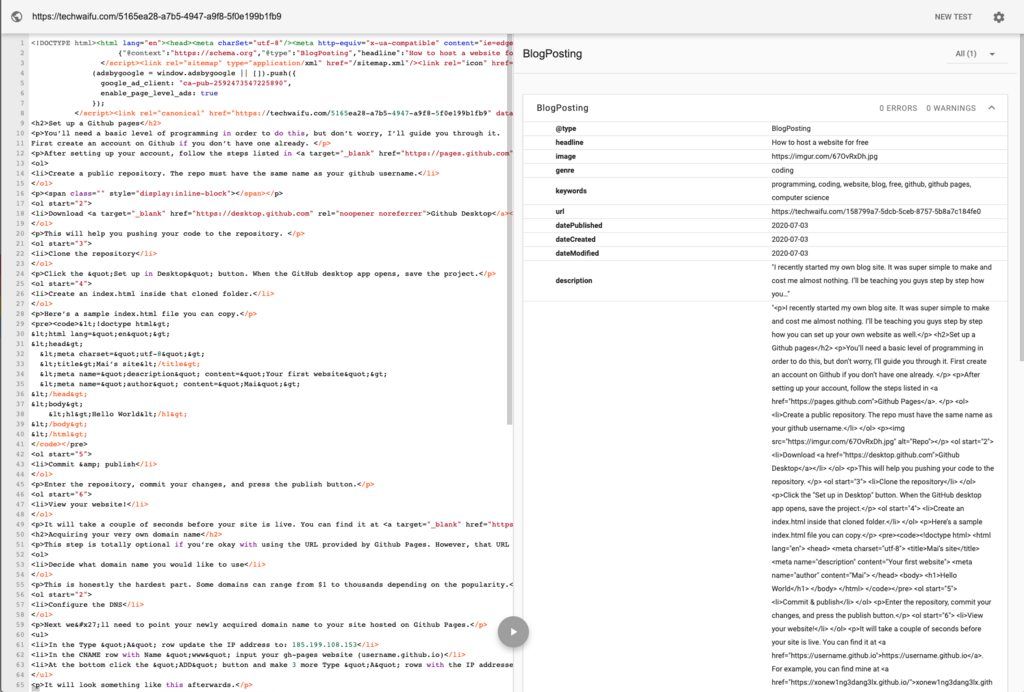 https://techwaifu.com/5165ea28-a7b5-4947-a9f8-5f0e199b1fb9
NEW TEST
1 <!DOCTYPE html><html lang="en"><head><meta charSet="utf-8"/><meta http-equiv="x-ua-compatible" content="ie=edge
2 {"@context":"https://schema.org","@type":"BlogPosting","headline":"How to host a website fo
3 </script><link rel="sitemap" type="application/xml" href="/sitemap.xml"/><link rel="icon" href=
4 (adsbygoogle = window.adsbygoogle || []).push({
5 google_ad_client: "ca-pub-2592473547225890",
6 enable_page_level_ads: true
7 });
8 </script><link rel="canonical" href="https://techwaifu.com/5165ea28-a7b5-4947-a9f8-5f0e199b1fb9" data
9 <h2>Set up a Github pages</h2>
10 <p>You'll need a basic level of programming in order to do this, but don't worry, I'll guide you through it.
11 First create an account on Github if you don't have one already. </p>
12 <p>After setting up your account, follow the steps listed in <a target="_blank" href="https://pages.github.com"
13 <ol>
14 <li>Create a public repository. The repo must have the same name as your github username.</li>
15 </ol>
16 <p><span class="" style="display:inline-block"></span></p>
17 <ol start="2">
18 <li>Download <a target="_blank" href="https://desktop.github.com" rel="noopener noreferrer">Github Desktop</a><
19 </ol>
20 <p>This will help you pushing your code to the repository. </p>
21 <ol start="3">
22 <li>Clone the repository</li>
23 </ol>
24 <p>Click the &quot;Set up in Desktop&quot; button. When the GitHub desktop app opens, save the project.</p>
25 <ol start="4">
26 <li>Create an index.html inside that cloned folder.</li>
27 </ol>
28 <p>Here's a sample index.html file you can copy.</p>
29 <pre><code>&lt;!doctype html&gt;
30 &lt;html lang=&quot;en&quot;&gt;
31 &lt;head&gt;
32 &lt;meta charset=&quot;utf-8&quot;&gt;
33 &lt;title&gt;Mai's site&lt;/title&gt;
34 &lt;meta name=&quot;description&quot; content=&quot;Your first website&quot;&gt;
35 &lt;meta name=&quot;author&quot; content=&quot;Mai&quot;&gt;
36 &lt;/head&gt;
37 &lt;body&gt;
38 &lt;h1&gt;Hello World&lt;/h1&gt;
39 &lt;/body&gt;
40 &lt;/html&gt;
41 </code></pre>
42 <ol start="5">
43 <li>Commit &amp; publish</li>
44 </ol>
45 <p>Enter the repository, commit your changes, and press the publish button.</p>
46 <ol start="6">
47 <li>View your website!</li>
48 </ol>
49 <p>It will take a couple of seconds before your site is live. You can find it at <a target="_blank" href="https
50 <h2>Acquiring your very own domain name</h2>
51 <p>This step is totally optional if you're okay with using the URL provided by Github Pages. However, that URL
52 <ol>
53 <li>Decide what domain name you would like to use</li>
54 </ol>
55 <p>This is honestly the hardest part. Some domains can range from $1 to thousands depending on the popularity.<
56 <ol start="2">
57 <li>Configure the DNS</li>
58 </ol>
59 <p>Next we&#x27;ll need to point your newly acquired domain name to your site hosted on Github Pages.</p>
60 <ul>
61 <li>In the Type &quot;A&quot; row update the IP address to: 185.199.108.153</li>
62 <li>In the CNAME row with Name &quot;www&quot; input your gh-pages website (username.github.io)</li>
63 <li>At the bottom click the &quot;ADD&quot; button and make 3 more Type &quot;A&quot; rows with the IP addresse
64 </ul>
65 <p>It will look something like this afterwards.</p>
BlogPosting
All (1)
BlogPosting
0 ERRORS 0 WARNINGS
@type BlogPosting
headline How to host a website for free
image https://imgur.com/67OvRxDh.jpg
genre coding
keywords programming, coding, website, blog, free, github, github pages,
computer science
url https://techwaifu.com/158799a7-5dcb-5ceb-8757-5b8a7c184fe0
datePublished 2020-07-03
dateCreated 2020-07-03
dateModified 2020-07-03
description "I recently started my own blog site. It was super simple to make and
cost me almost nothing. I'll be teaching you guys step by step how
you..."
"<p>I recently started my own blog site. It was super simple to make
and cost me almost nothing. I'll be teaching you guys step by step
how you can set up your own website as well.</p> <h2>Set up a
Github pages</h2> <p>You'll need a basic level of programming in
order to do this, but don't worry, I'll guide you through it. First create
an account on Github if you don't have one already. </p> <p>After
setting up your account, follow the steps listed in <a
href="https://pages.github.com">Github Pages</a>. </p> <ol>
<li>Create a public repository. The repo must have the same name as
your github username.</li> </ol> <p><img
src="https://imgur.com/67OvRxDh.jpg" alt="Repo"></p> <ol start="2">
<li>Download <a href="https://desktop.github.com">Github
Desktop</a></li> </ol> <p>This will help you pushing your code to the
repository. </p> <ol start="3"> <li>Clone the repository</li> </ol>
<p>Click the "Set up in Desktop" button. When the GitHub desktop
app opens, save the project.</p> <ol start="4"> <li>Create an
index.html inside that cloned folder.</li> </ol> <p>Here's a sample
index.html file you can copy.</p> <pre><code><!doctype html> <html
lang="en"> <head> <meta charset="utf-8"> <title>Mai's site</title>
<meta name="description" content="Your first website"> <meta
name="author" content="Mai"> </head> <body> <h1>Hello
World</h1> </body> </html> </code></pre> <ol start="5">
<li>Commit & publish</li> </ol> <p>Enter the repository, commit your
changes, and press the publish button.</p> <ol start="6"> <li>View
your website!</li> </ol> <p>It will take a couple of seconds before
your site is live. You can find it at <a
href="https://username.github.io">https://username.github.io</a>.
For example, you can find mine at <a
href="https://xonew1ng3dang3lx.github.io/">xonew1ng3dang3lx.gith